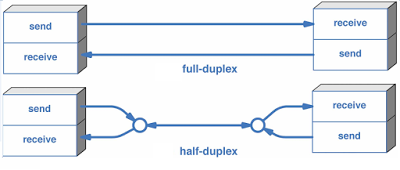 send
receive
receive
send
full-duplex
send
receive
receive
send
half-duplex